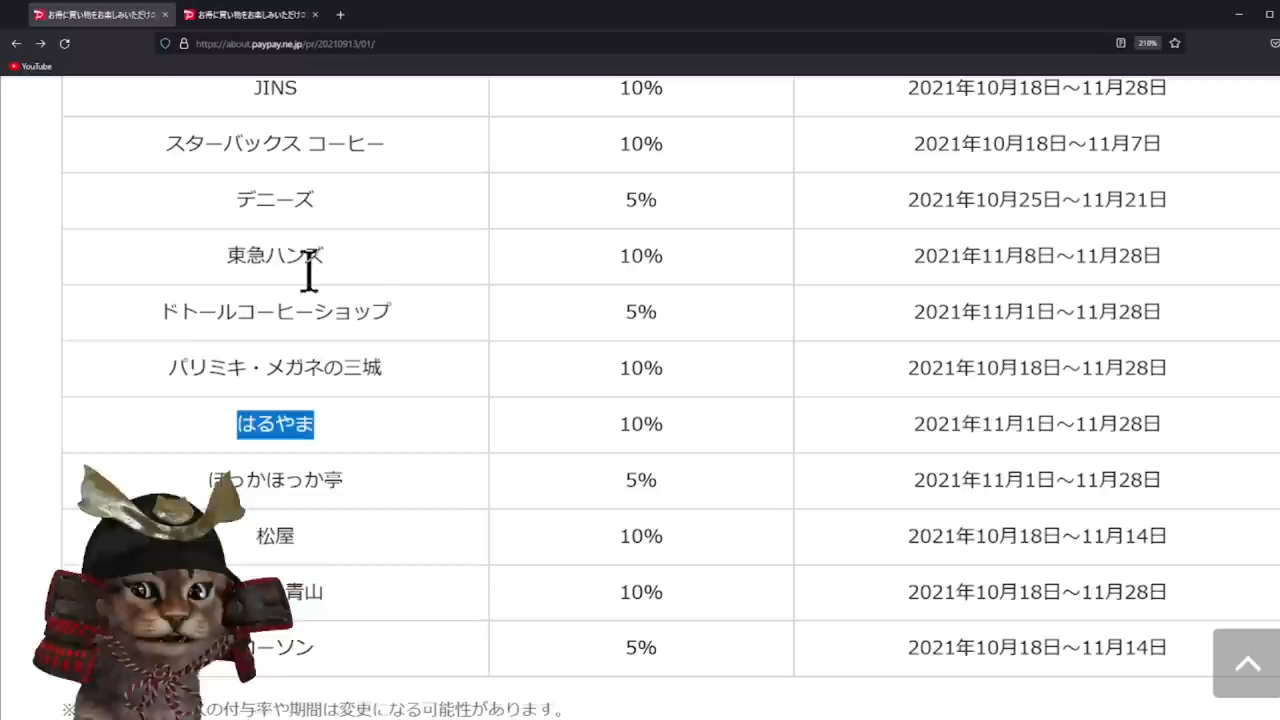 お得に買い物をお楽しみいただけ
お得に買い物をお楽しみいただけ
https://about.paypay.ne.jp/pr/20210913/01/
218%
YouTube
JINS 10% 2021年10月18日～11月28日
スターバックス コーヒー 10% 2021年10月18日～11月7日
デニーズ 5% 2021年10月25日～11月21日
東急ハンズ 10% 2021年11月8日～11月28日
ドトールコーヒーショップ 5% 2021年11月1日～11月28日
パリミキ・メガネの三城 10% 2021年10月18日～11月28日
はるやま 10% 2021年11月1日～11月28日
ほっかほっか亭 5% 2021年11月1日～11月28日
松屋 10% 2021年10月18日～11月14日
青山 10% 2021年10月18日～11月28日
ローソン 5% 2021年10月18日～11月14日
※ の付与率や期間は変更になる可能性があります。